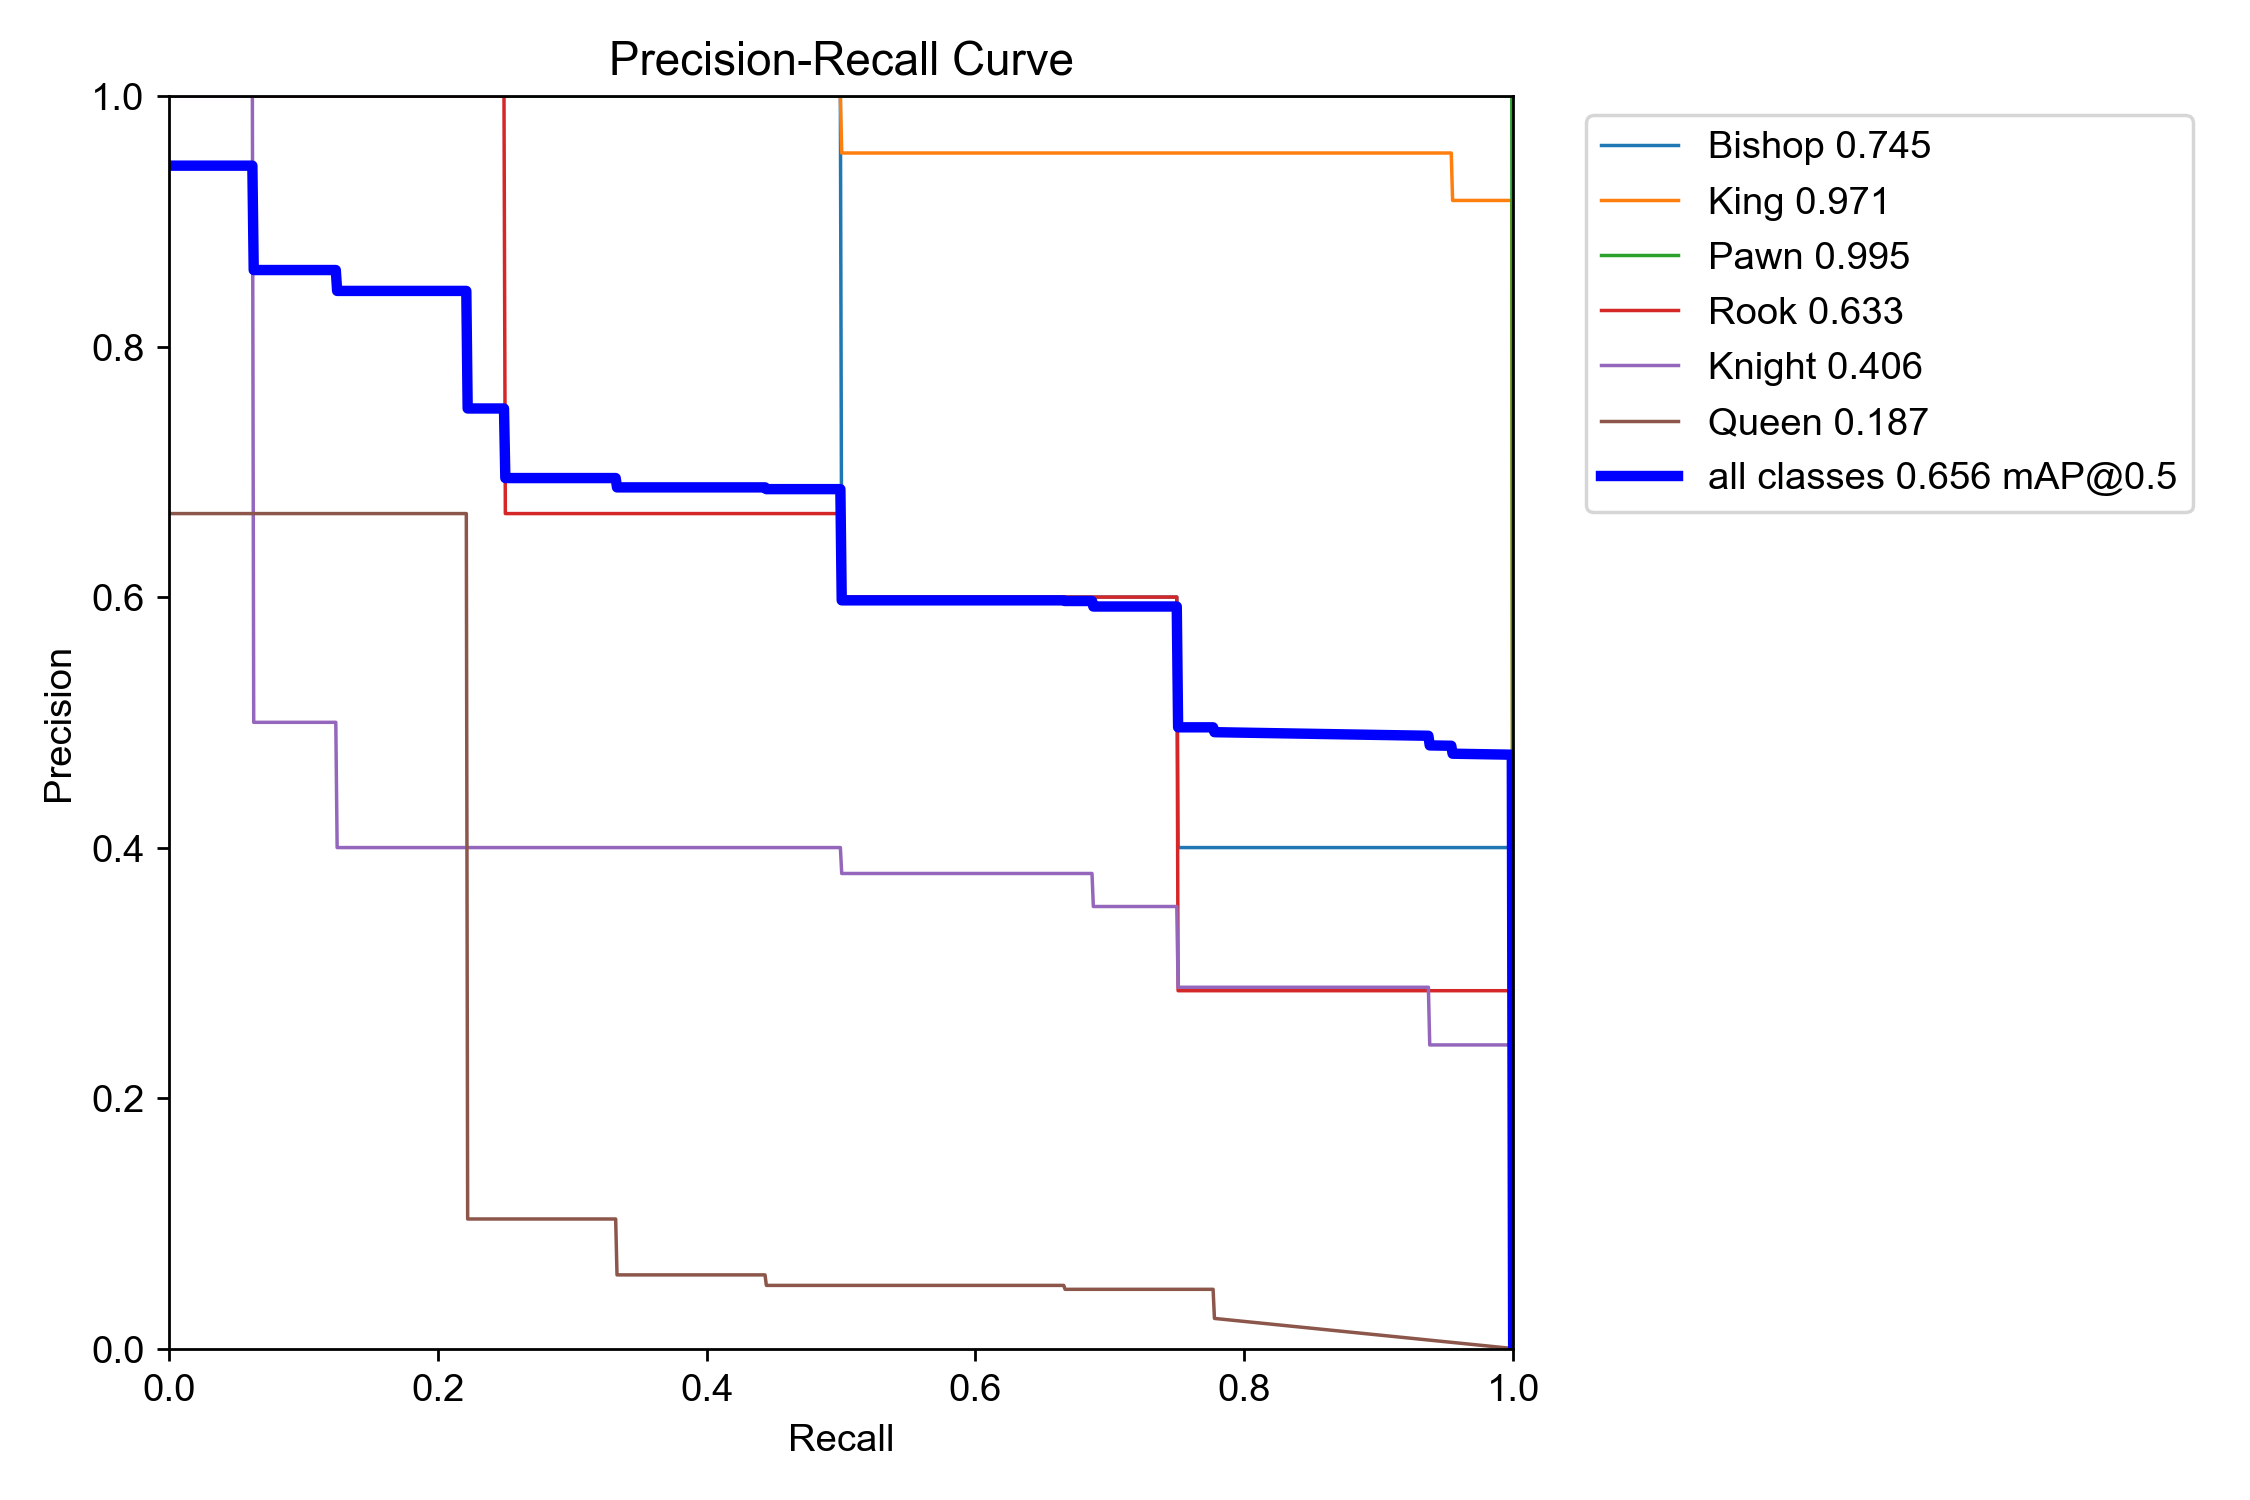 Precision-Recall Curve
1.0
0.8
0.6
0.4
0.2
0.0
Precision
0.0 0.2 0.4 0.6 0.8 1.0
Recall
Bishop 0.745
King 0.971
Pawn 0.995
Rook 0.633
Knight 0.406
Queen 0.187
all classes 0.656 mAP@0.5